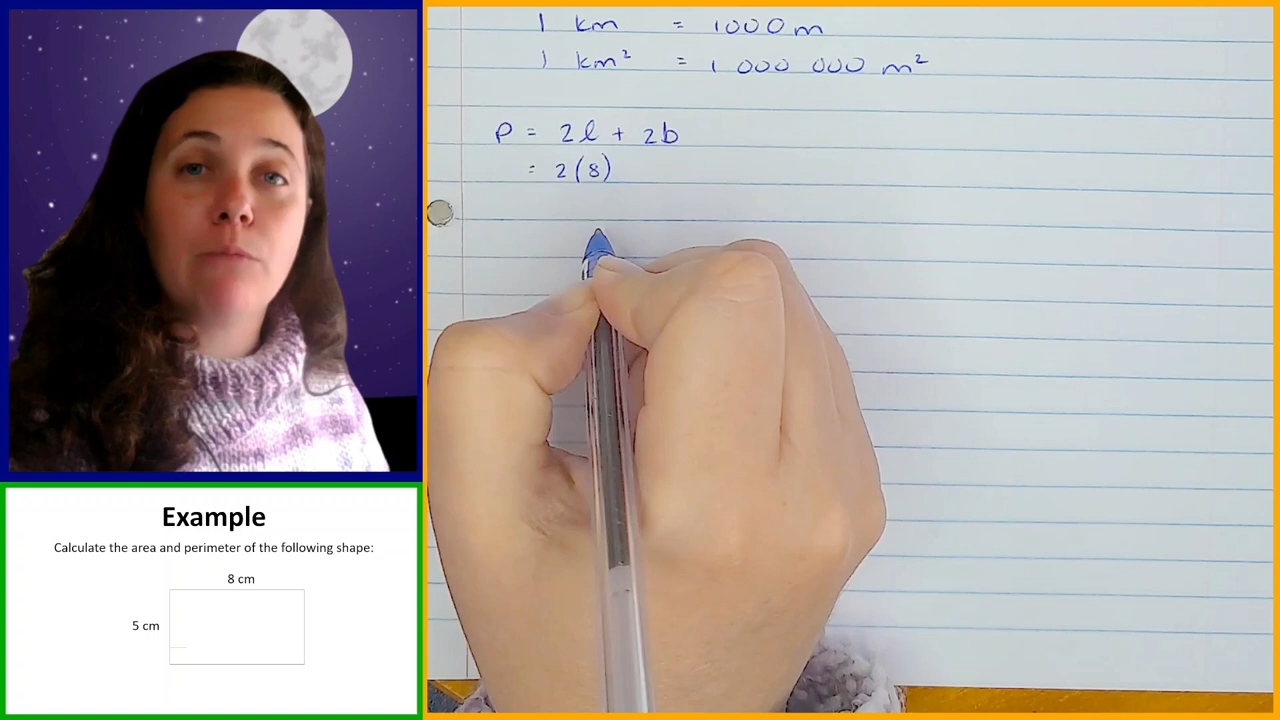 1 km = 1000 m
1 km² = 1 000 000 m²
P = 2l + 2b
= 2(8)
Example
Calculate the area and perimeter of the following shape:
8 cm
5 cm